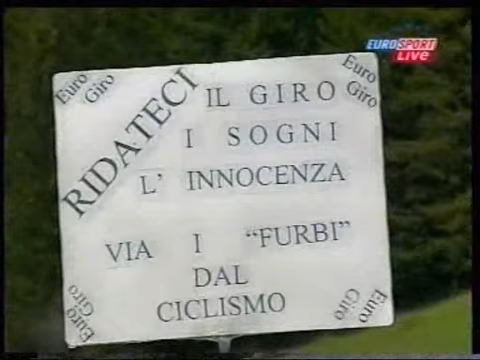 EUROSPORT
LIVE
Euro Giro
Euro Giro
RIDATECI
IL GIRO
I SOGNI
L' INNOCENZA
VIA I "FURBI"
DAL
CICLISMO
Euro Giro
Euro Giro